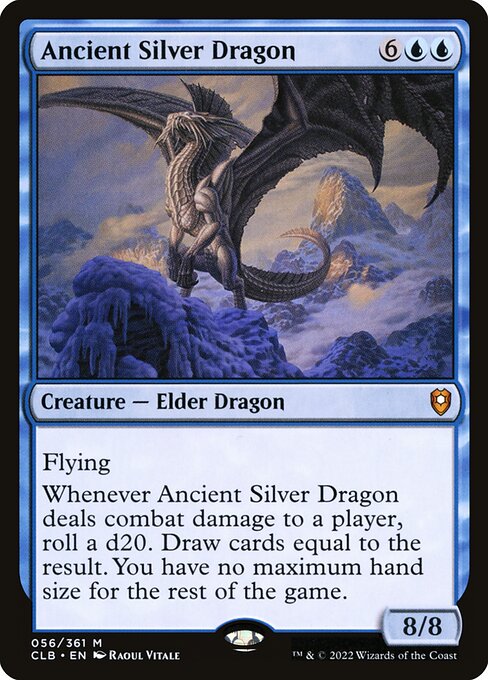 Ancient Silver Dragon 6
Creature — Elder Dragon
Flying
Whenever Ancient Silver Dragon
deals combat damage to a player,
roll a d20. Draw cards equal to the
result. You have no maximum hand
size for the rest of the game.
8/8
056/361 M
CLB • EN Raoul Vitale
™ & © 2022 Wizards of the Coast